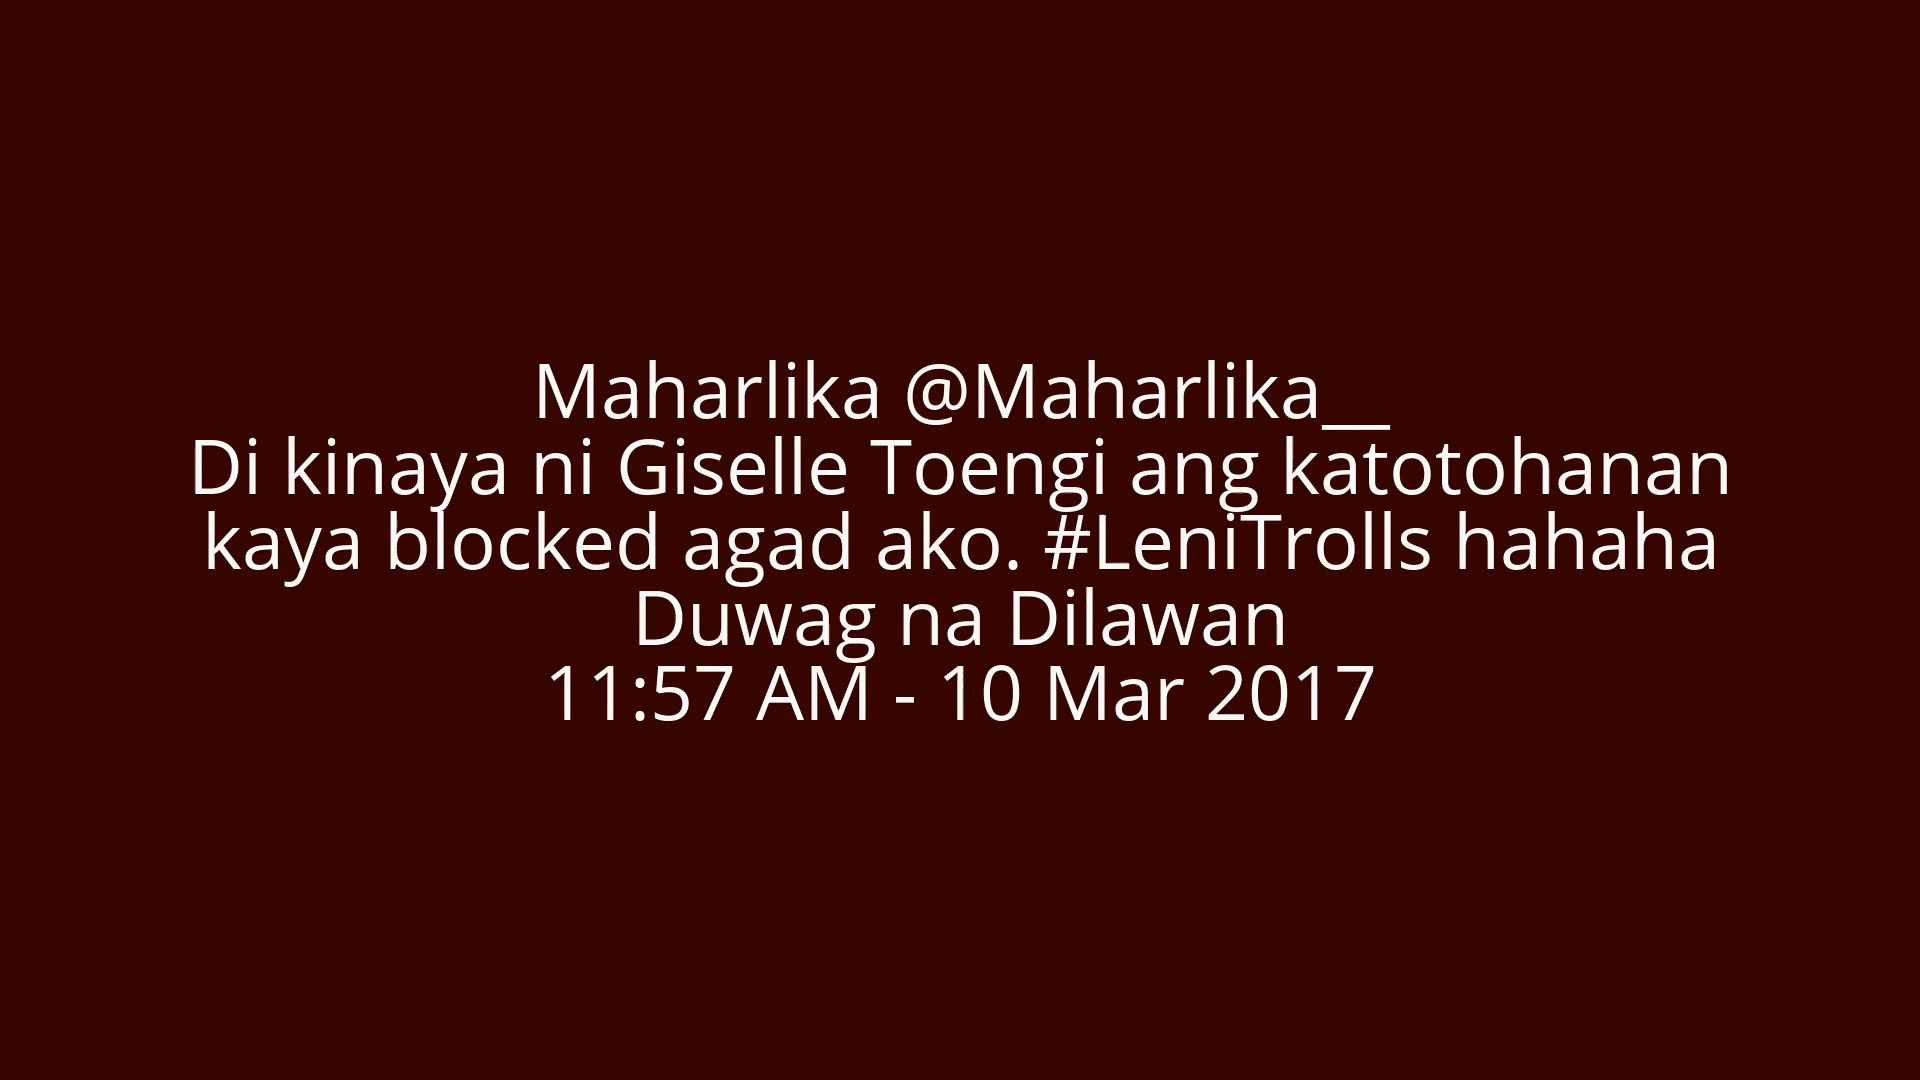 Maharlika @Maharlika__
Di kinaya ni Giselle Toengi ang katotohanan
kaya blocked agad ako. #LeniTrolls hahaha
Duwag na Dilawan
11:57 AM - 10 Mar 2017